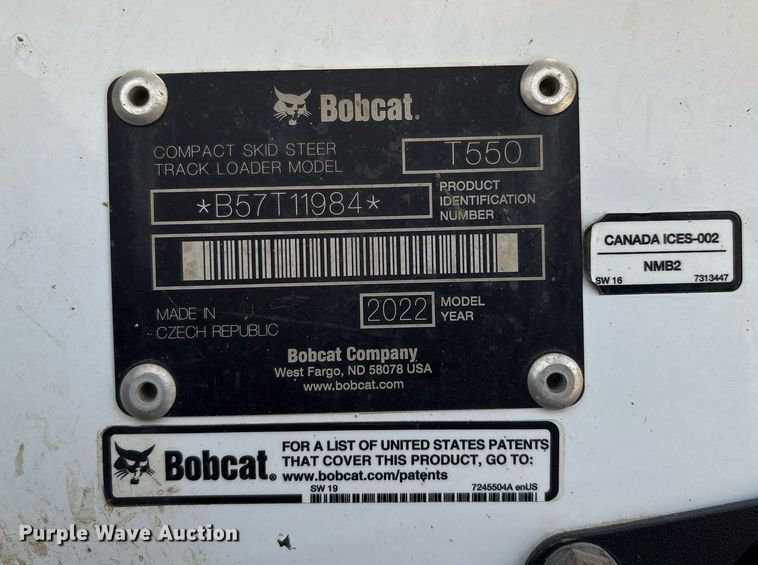 Bobcat.
COMPACT SKID STEER
TRACK LOADER MODEL
T550
*B57T11984*
PRODUCT
IDENTIFICATION
NUMBER
MADE IN
CZECH REPUBLIC
2022
MODEL
YEAR
Bobcat Company
West Fargo, ND 58078 USA
www.bobcat.com
CANADA ICES-002
NMB2
SW 16
7313447
Bobcat®
FOR A LIST OF UNITED STATES PATENTS
THAT COVER THIS PRODUCT, GO TO:
www.bobcat.com/patents
SW 19
7245504A enUS
Purple Wave Auction